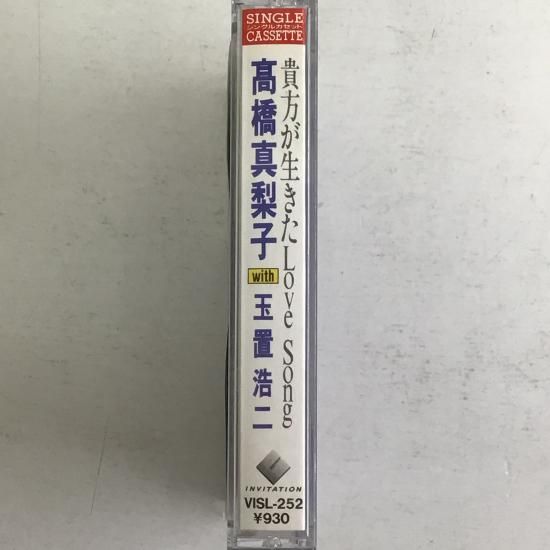 SINGLE
シングルカセット
CASSETTE
貴方が生きたLove Song
髙橋真梨子
with
玉置浩二
INVITATION
VISL-252
¥930